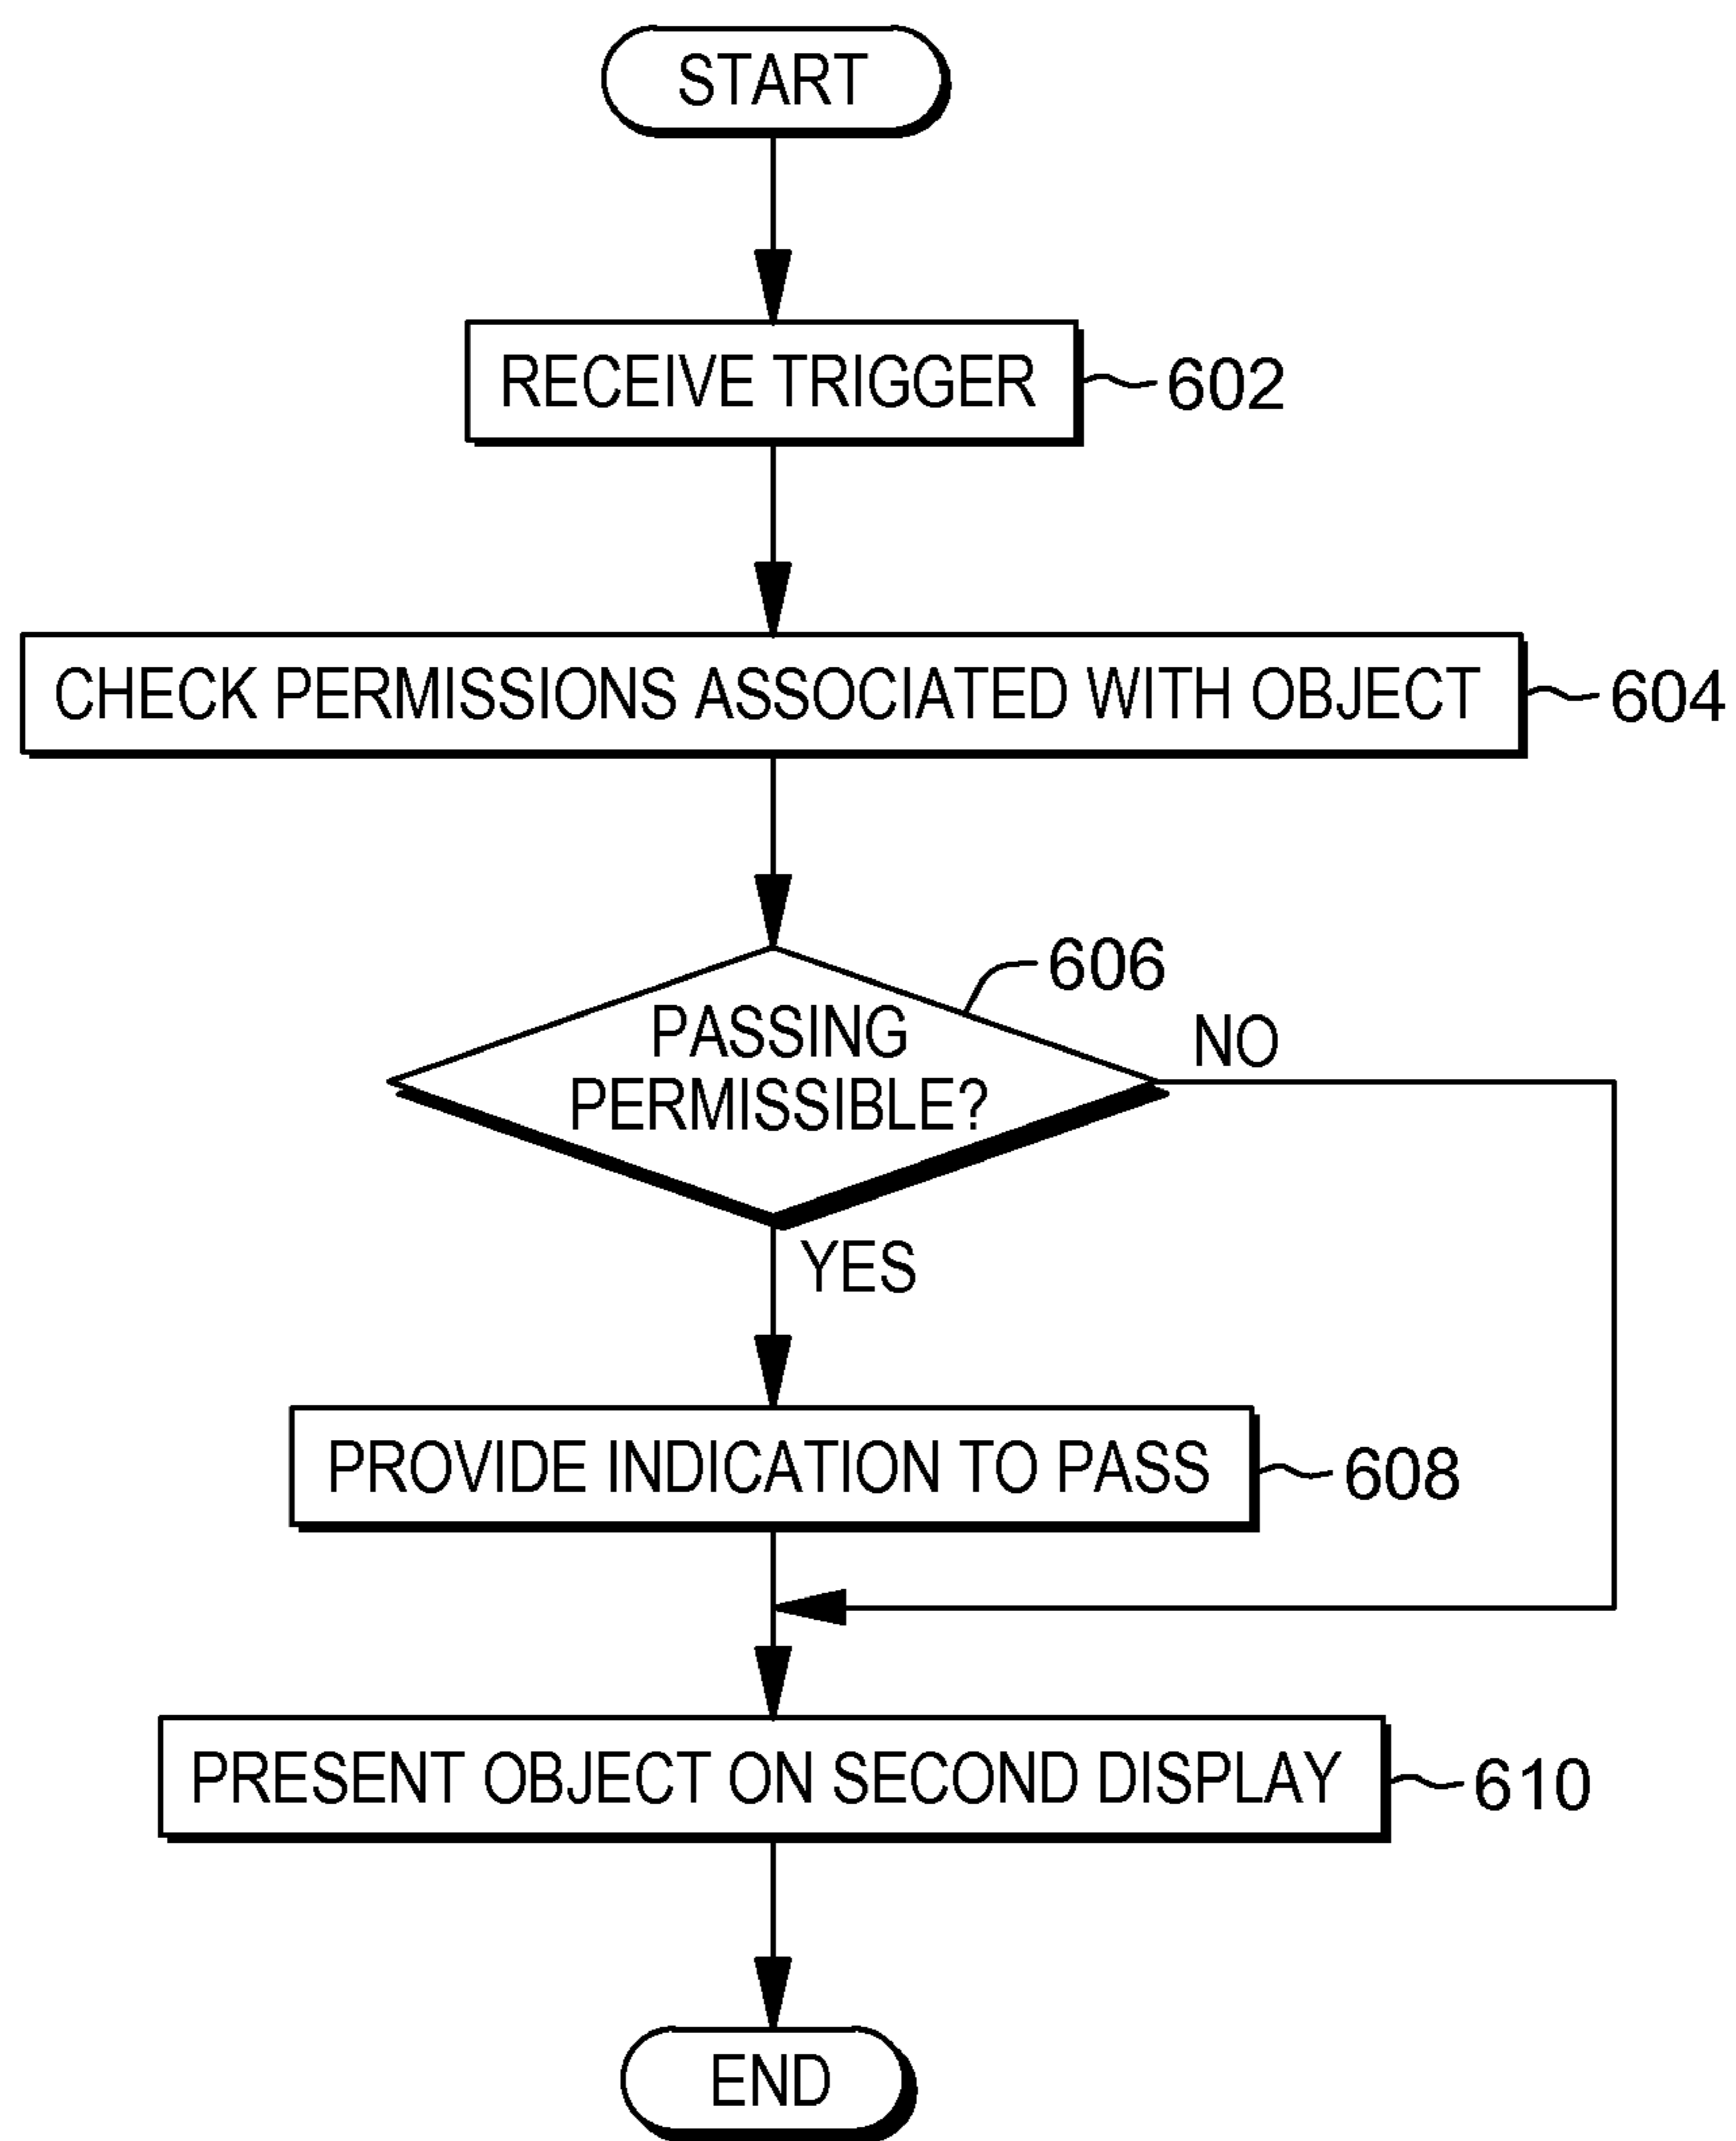 START
RECEIVE TRIGGER
602
CHECK PERMISSIONS ASSOCIATED WITH OBJECT
604
606
PASSING
PERMISSIBLE?
NO
YES
PROVIDE INDICATION TO PASS
608
PRESENT OBJECT ON SECOND DISPLAY
610
END